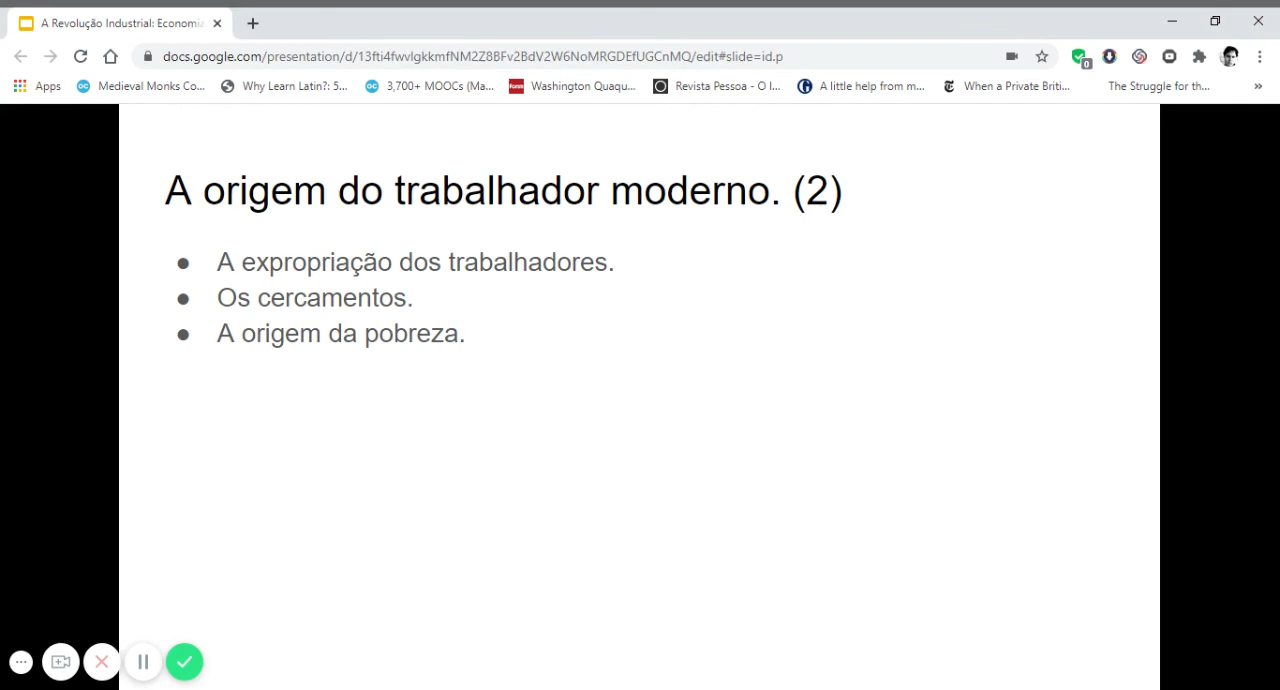 A Revolução Industrial: Economia
docs.google.com/presentation/d/13fti4fwvlgkkmfNM2Z8BFv2BdV2W6NoMRGDEfUGCnMQ/edit#slide=id.p
0
Apps Medieval Monks Co... Why Learn Latin?: 5... 3,700+ MOOCs (Ma... Washington Quaqu... Revista Pessoa - O l... A little help from m... When a Private Briti... The Struggle for th... »
A origem do trabalhador moderno. (2)
● A expropriação dos trabalhadores.
● Os cercamentos.
● A origem da pobreza.